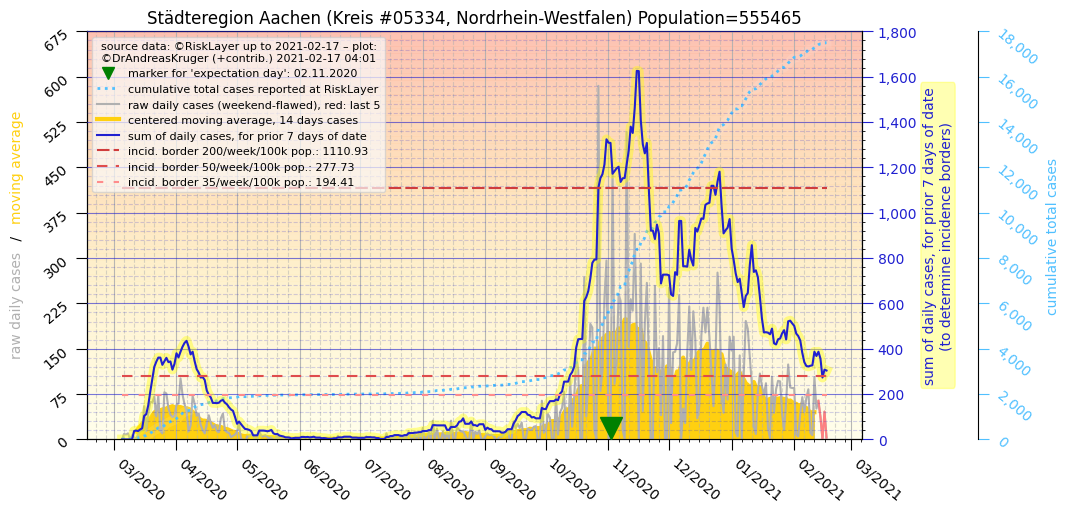 Städteregion Aachen (Kreis #05334, Nordrhein-Westfalen) Population=555465
source data: ©RiskLayer up to 2021-02-17 – plot:
©DrAndreasKruger (+contrib.) 2021-02-17 04:01
marker for 'expectation day': 02.11.2020
cumulative total cases reported at RiskLayer
raw daily cases (weekend-flawed), red: last 5
centered moving average, 14 days cases
sum of daily cases, for prior 7 days of date
incid. border 200/week/100k pop.: 1110.93
incid. border 50/week/100k pop.: 277.73
incid. border 35/week/100k pop.: 194.41
raw daily cases / moving average
675
600
525
450
375
300
225
150
75
0
03/2020
04/2020
05/2020
06/2020
07/2020
08/2020
09/2020
10/2020
11/2020
12/2020
01/2021
02/2021
03/2021
1,800
1,600
1,400
1,200
1,000
800
600
400
200
0
sum of daily cases, for prior 7 days of date
(to determine incidence borders)
18,000
16,000
14,000
12,000
10,000
8,000
6,000
4,000
2,000
0
cumulative total cases